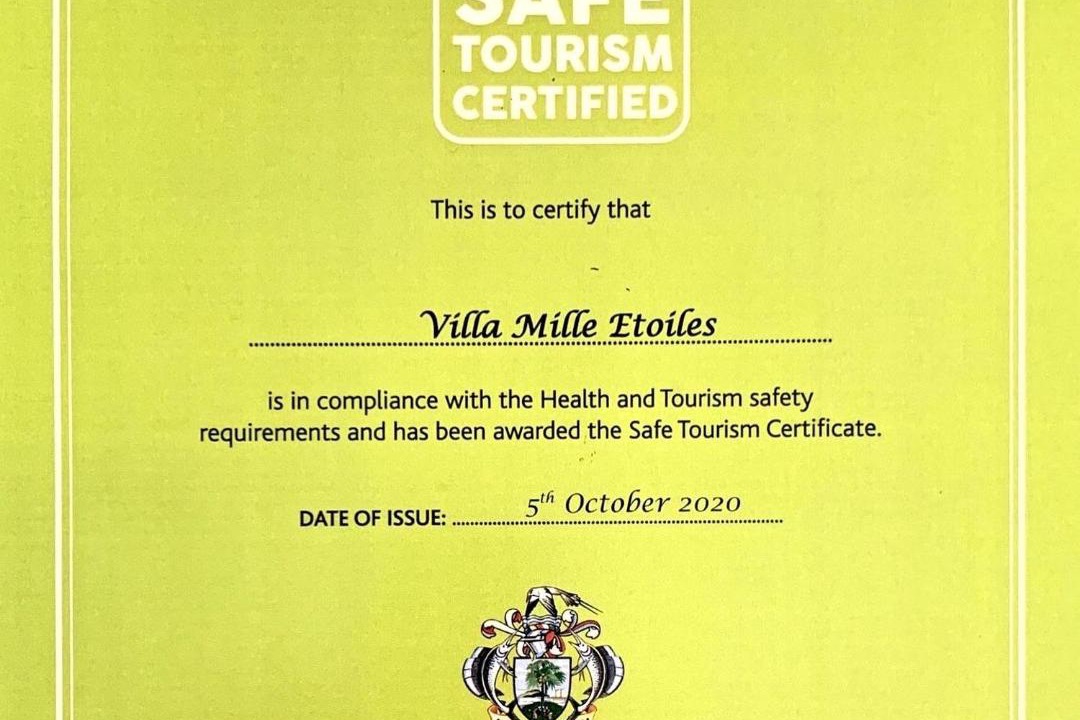 SAFE
TOURISM
CERTIFIED
This is to certify that
Villa Mille Etoiles
is in compliance with the Health and Tourism safety
requirements and has been awarded the Safe Tourism Certificate.
DATE OF ISSUE: 5th October 2020